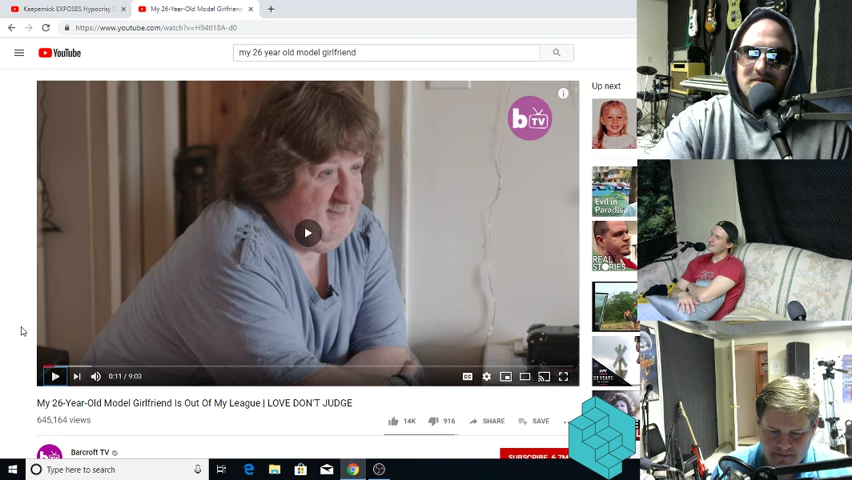 Kaepernick EXPOSES Hypocrisy
My 26-Year-Old Model Girlfriend
https://www.youtube.com/watch?v=H94tI18A-d0
YouTube
my 26 year old model girlfriend
Up next
b TV
Evil in
Paradise
REAL
STORIES
0:11 / 9:03
My 26-Year-Old Model Girlfriend Is Out Of My League | LOVE DON'T JUDGE
645,164 views
14K
916
SHARE
SAVE
Barcroft TV
SUBSCRIBE 6.7M
Type here to search